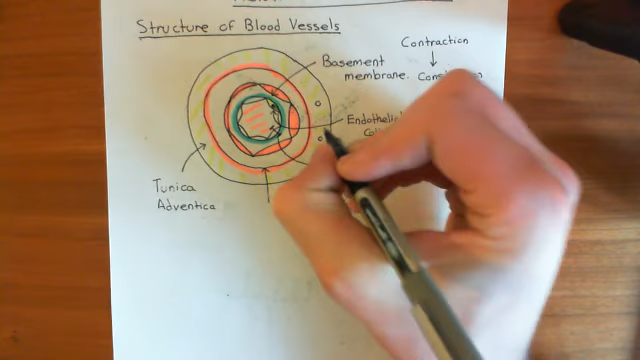 Structure of Blood Vessels
Contraction
Basement
membrane.
Tunica
Adventica